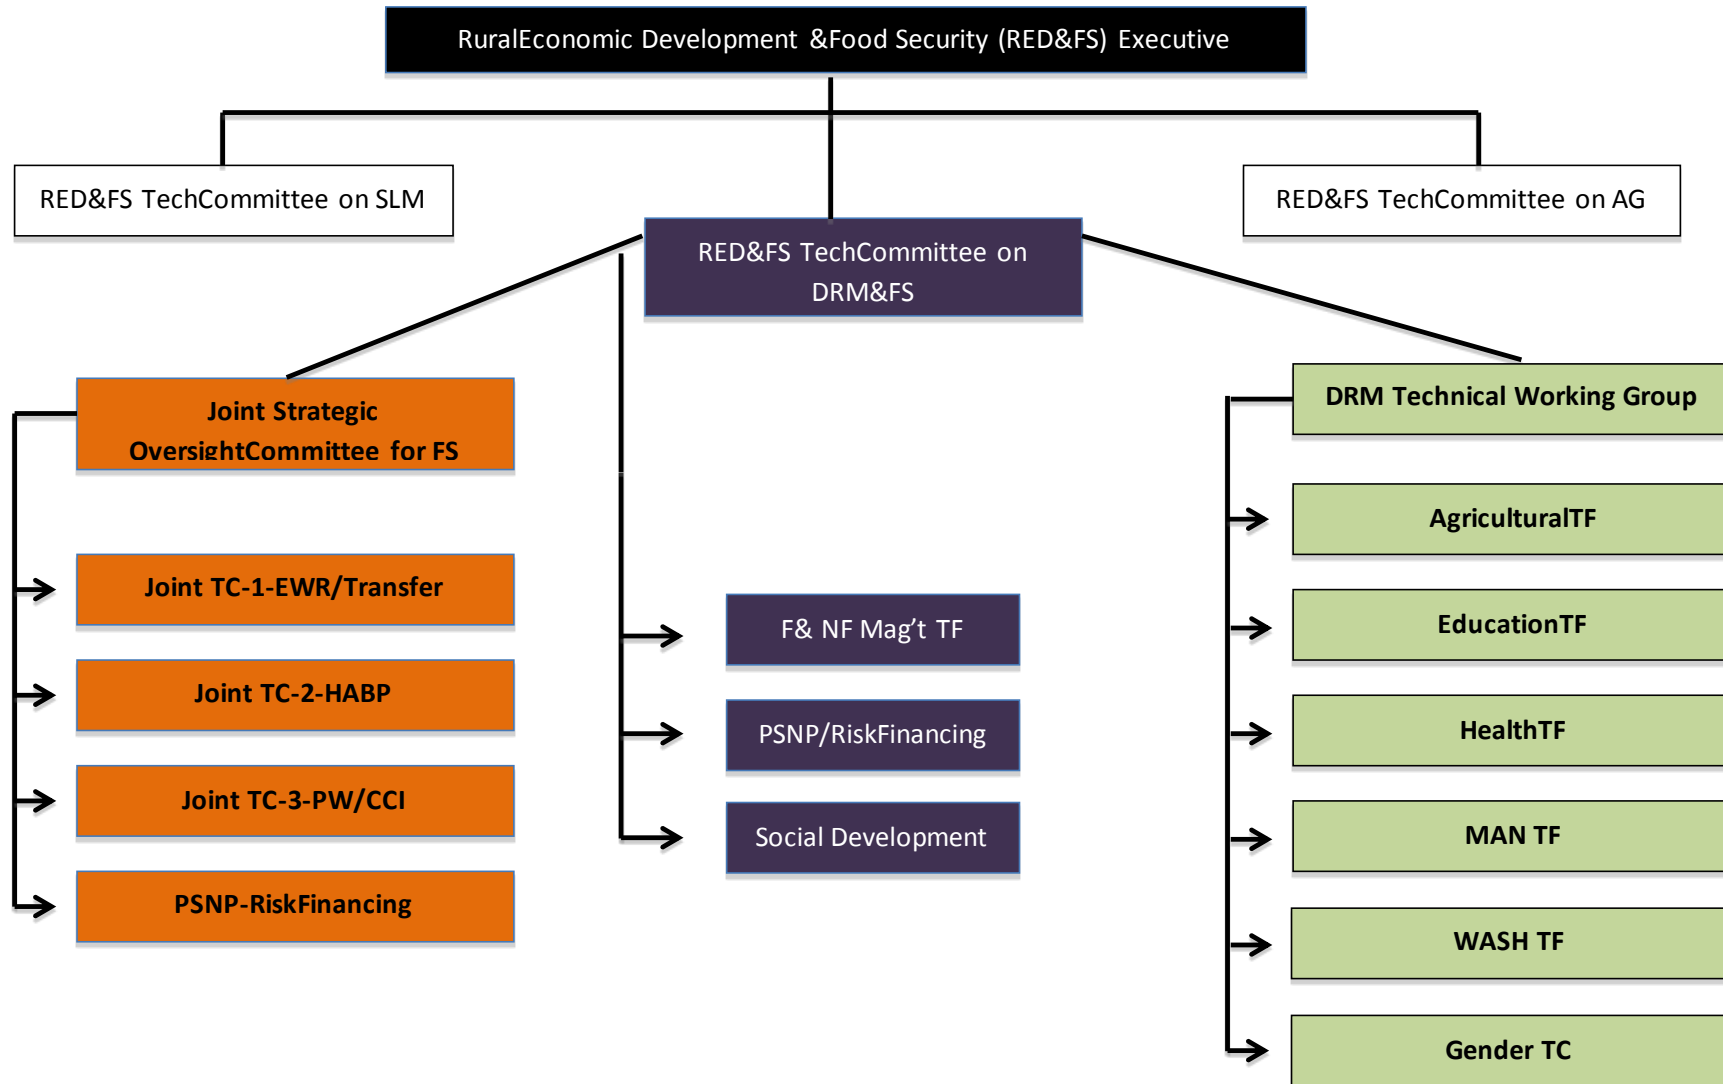 RuralEconomic Development &Food Security (RED&FS) Executive
RED&FS TechCommittee on SLM
RED&FS TechCommittee on AG
RED&FS TechCommittee on
DRM&FS
Joint Strategic
OversightCommittee for FS
Joint TC-1-EWR/Transfer
Joint TC-2-HABP
Joint TC-3-PW/CCI
PSNP-RiskFinancing
F& NF Mag’t TF
PSNP/RiskFinancing
Social Development
DRM Technical Working Group
AgriculturalTF
EducationTF
HealthTF
MAN TF
WASH TF
Gender TC